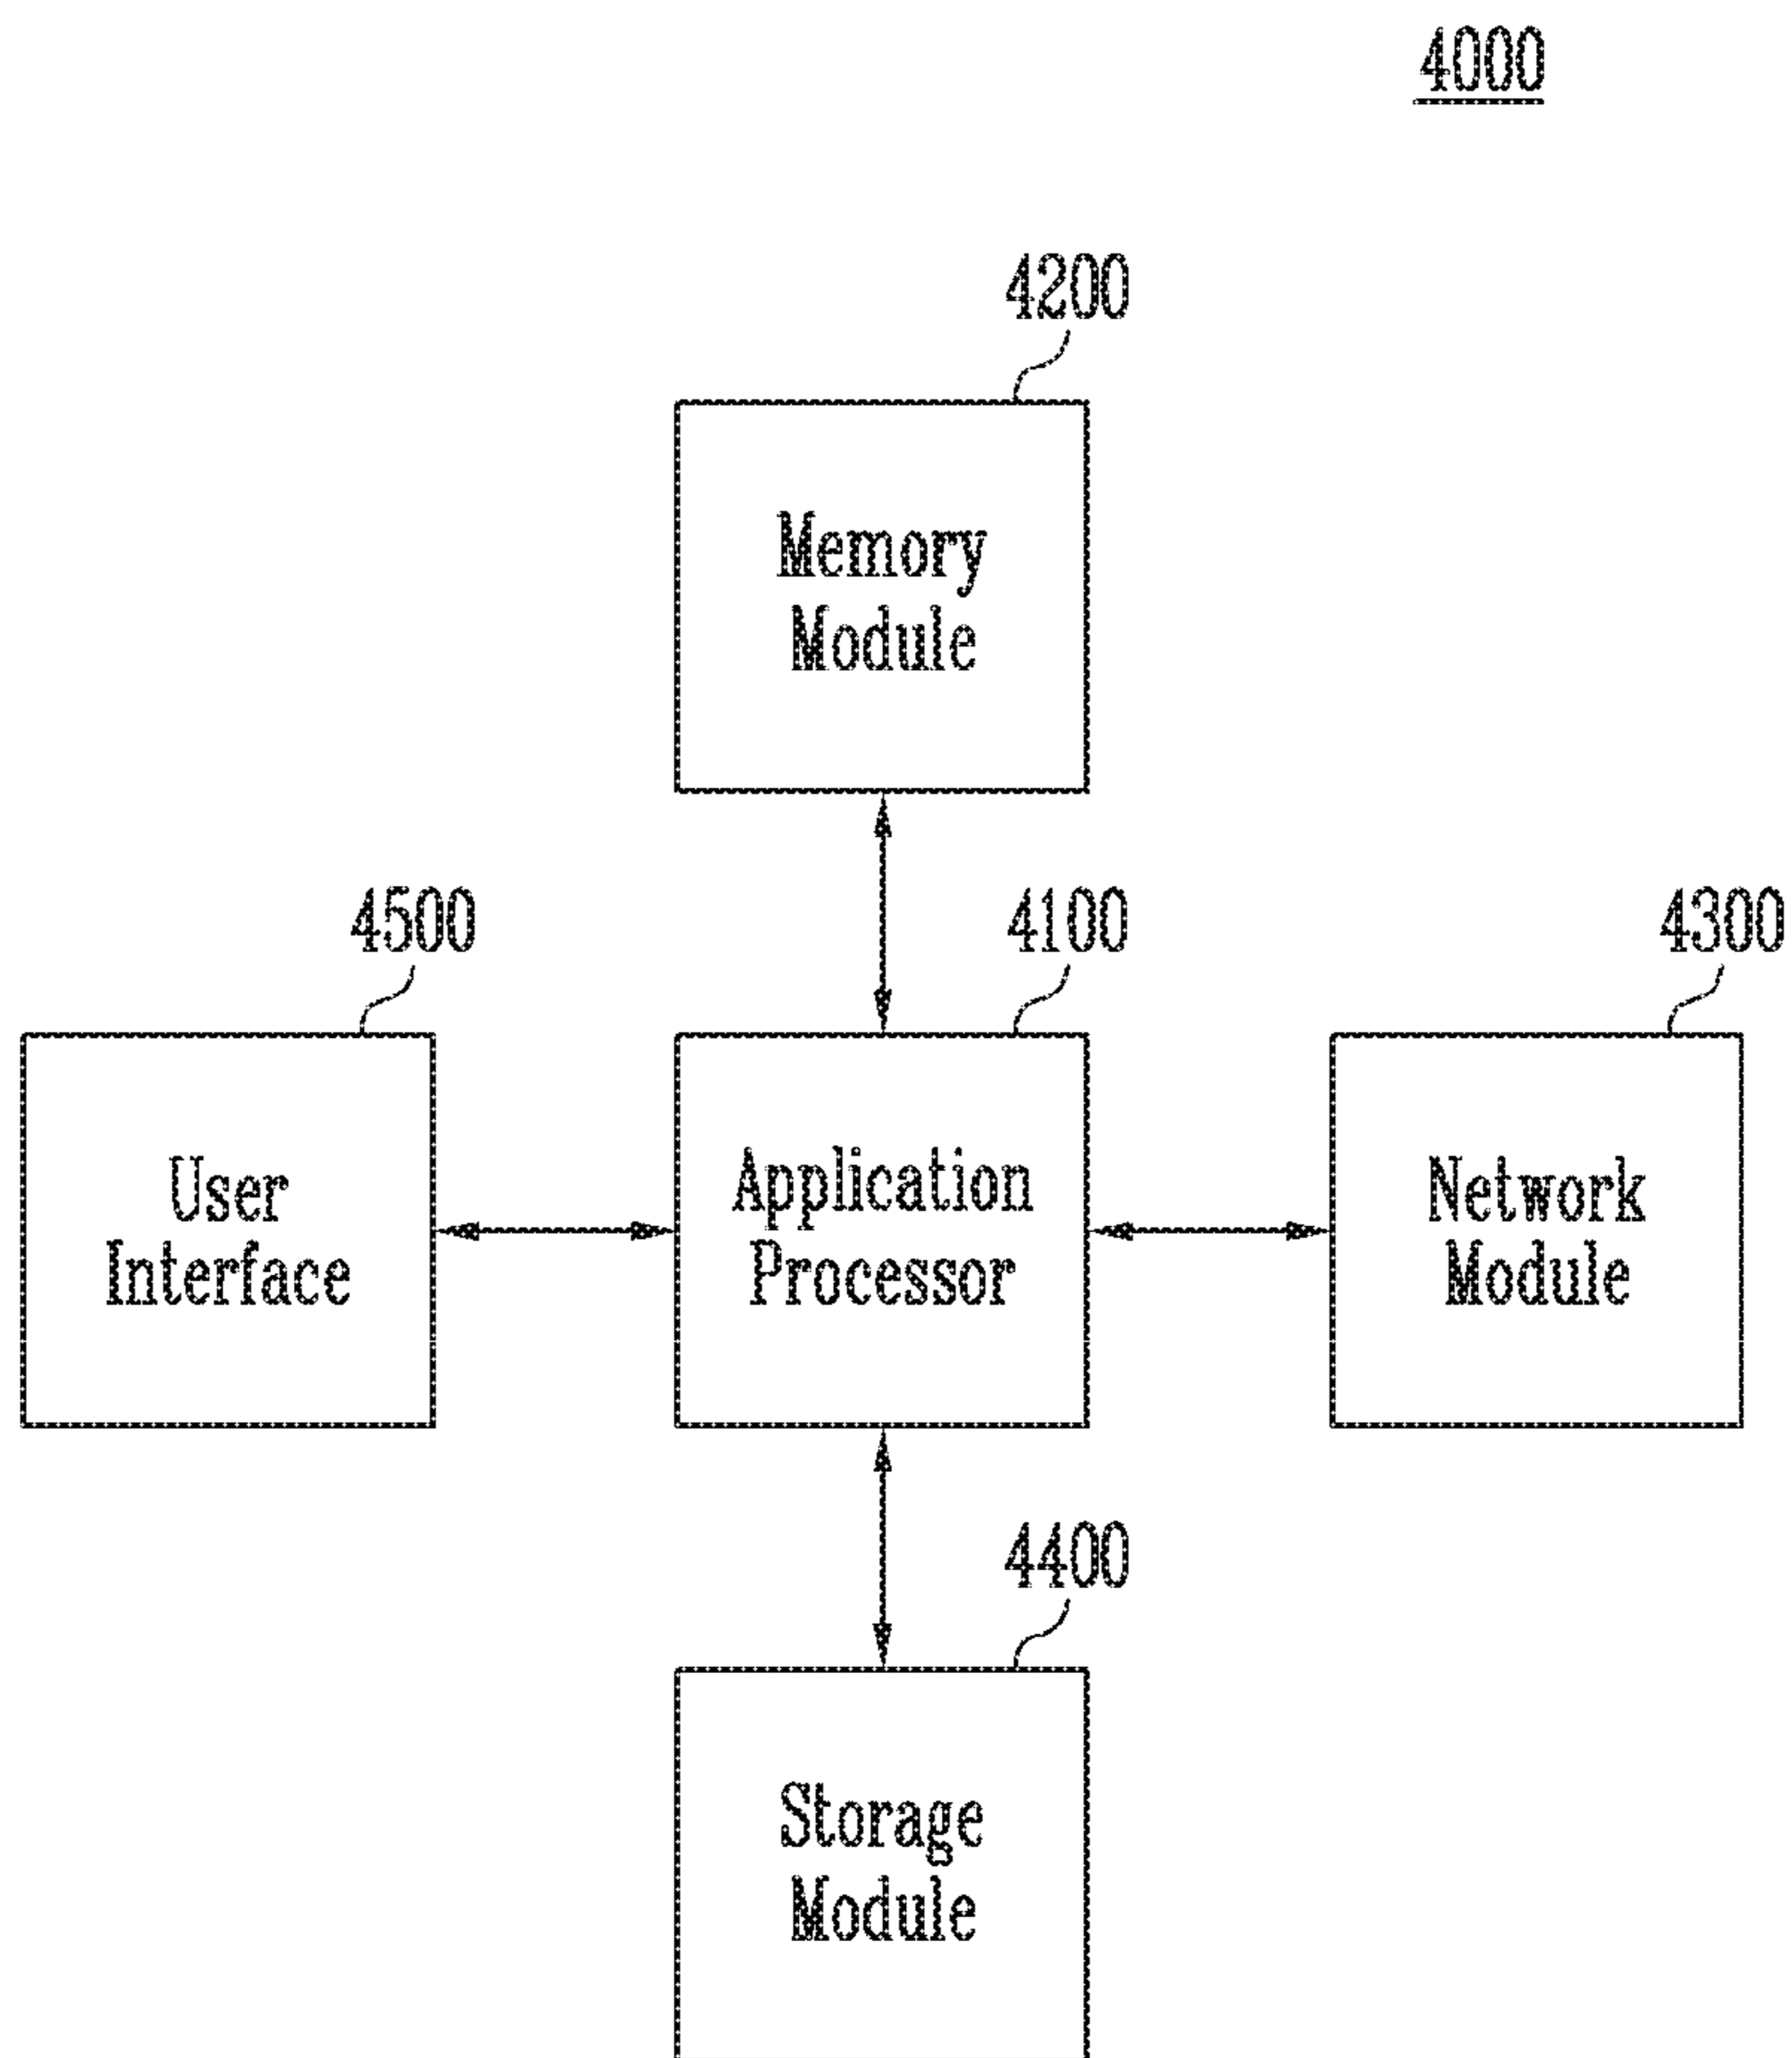 4000
4200
Memory
Module
4500
4100
4300
User
Interface
Application
Processor
Network
Module
4400
Storage
Module